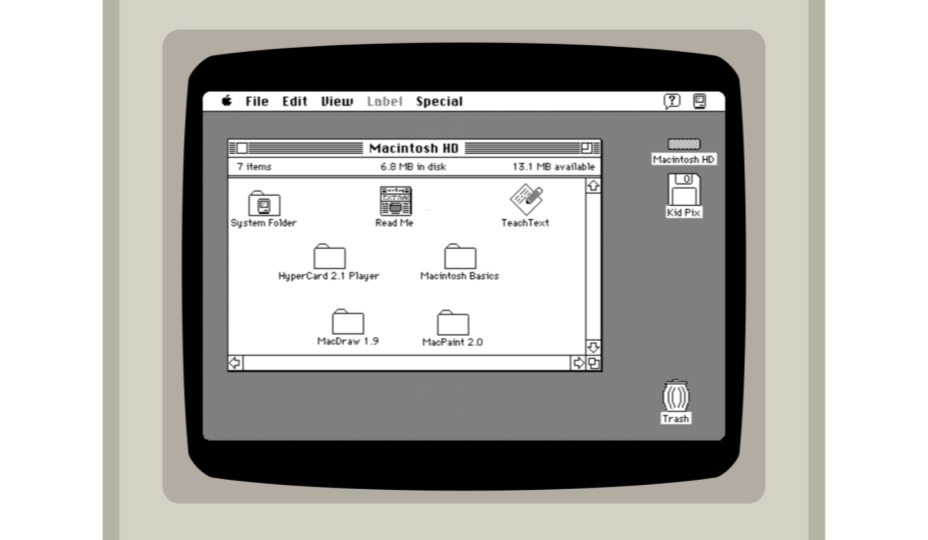 File Edit View Label Special
Macintosh HD
7 items 6.8 MB in disk 13.1 MB available
System Folder Read Me TeachText
HyperCard 2.1 Player Macintosh Basics
MacDraw 1.9 MacPaint 2.0
Macintosh HD
Kid Pix
Trash